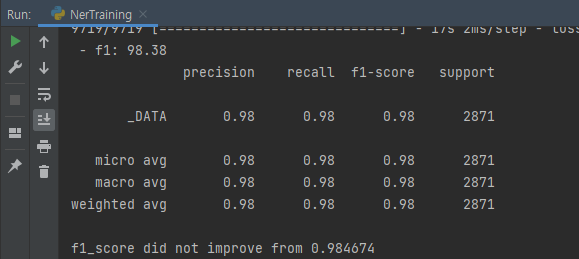 Run: NerTraining
9719/9719 [==============================] - 17s 2ms/step - loss
- f1: 98.38
precision recall f1-score support
_DATA 0.98 0.98 0.98 2871
micro avg 0.98 0.98 0.98 2871
macro avg 0.98 0.98 0.98 2871
weighted avg 0.98 0.98 0.98 2871
f1_score did not improve from 0.984674